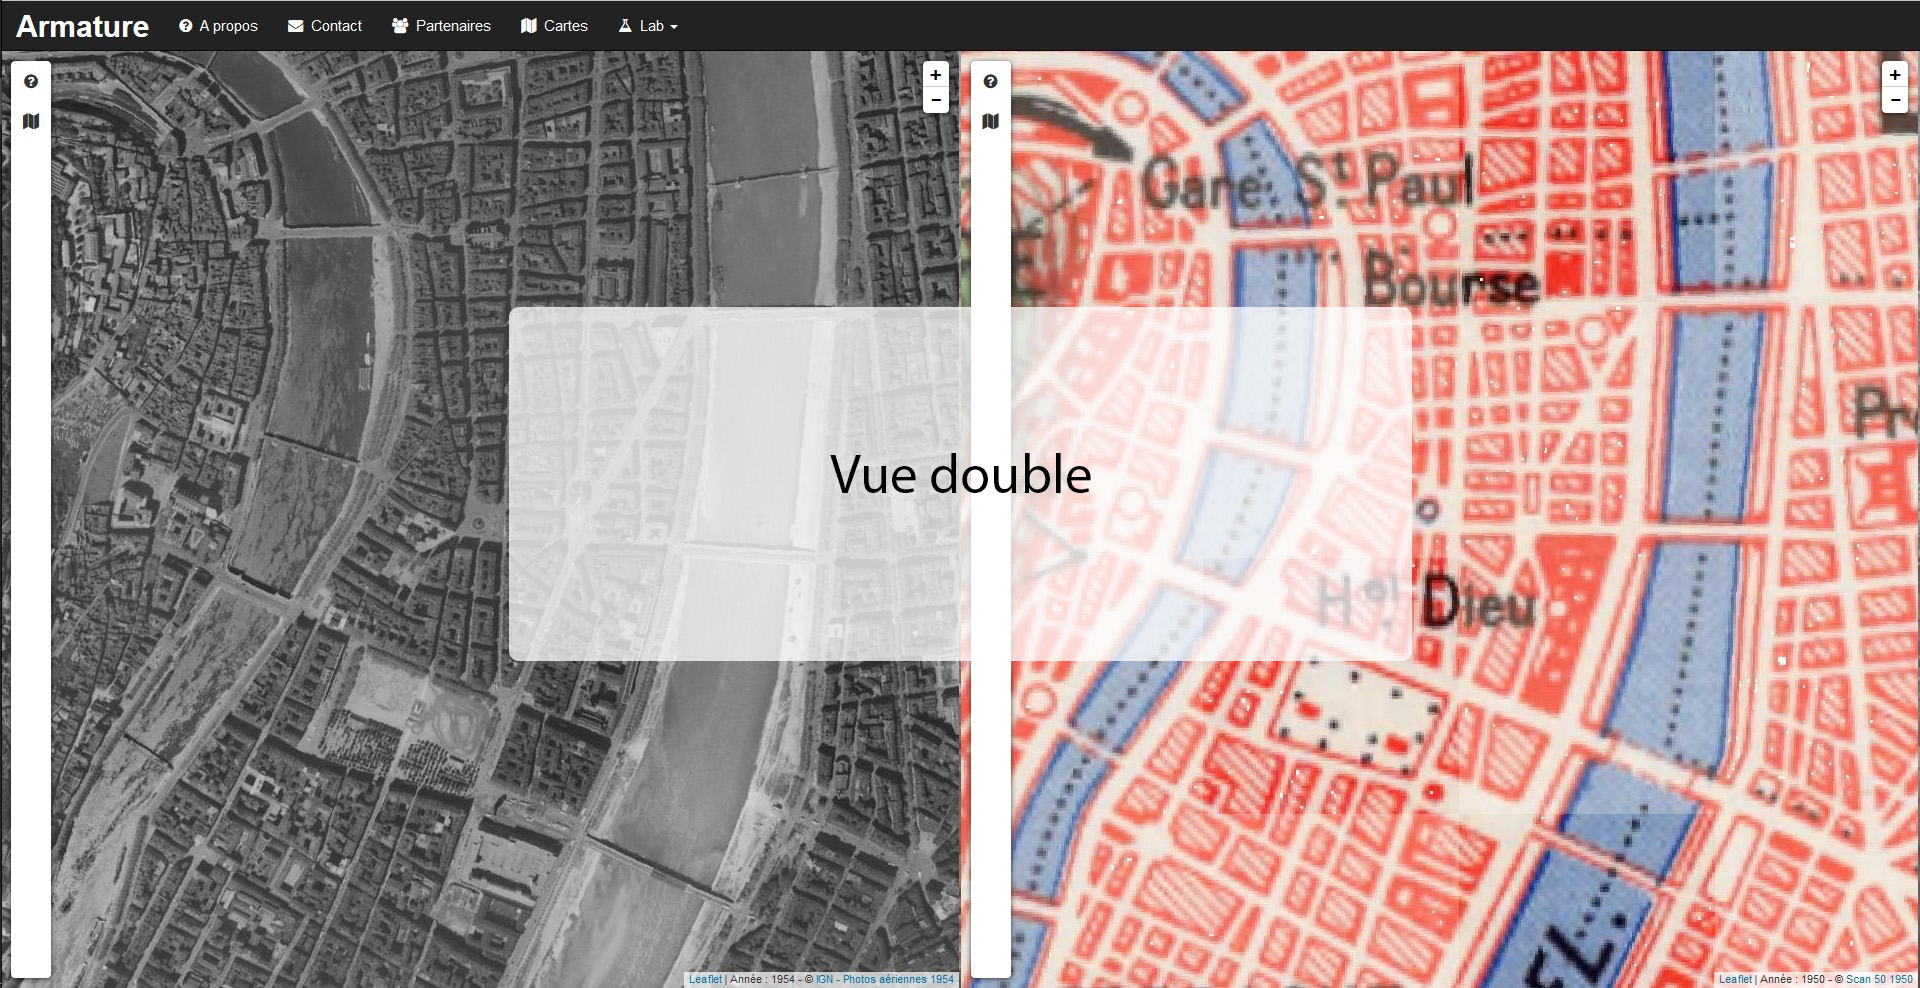 Armature A propos Contact Partenaires Cartes Lab
+
−
+
−
Gare St Paul
Bourse
Vue double
Hel. Dieu
Leaflet | Année : 1954 - © IGN - Photos aériennes 1954
Leaflet | Année : 1950 - © Scan 50 1950